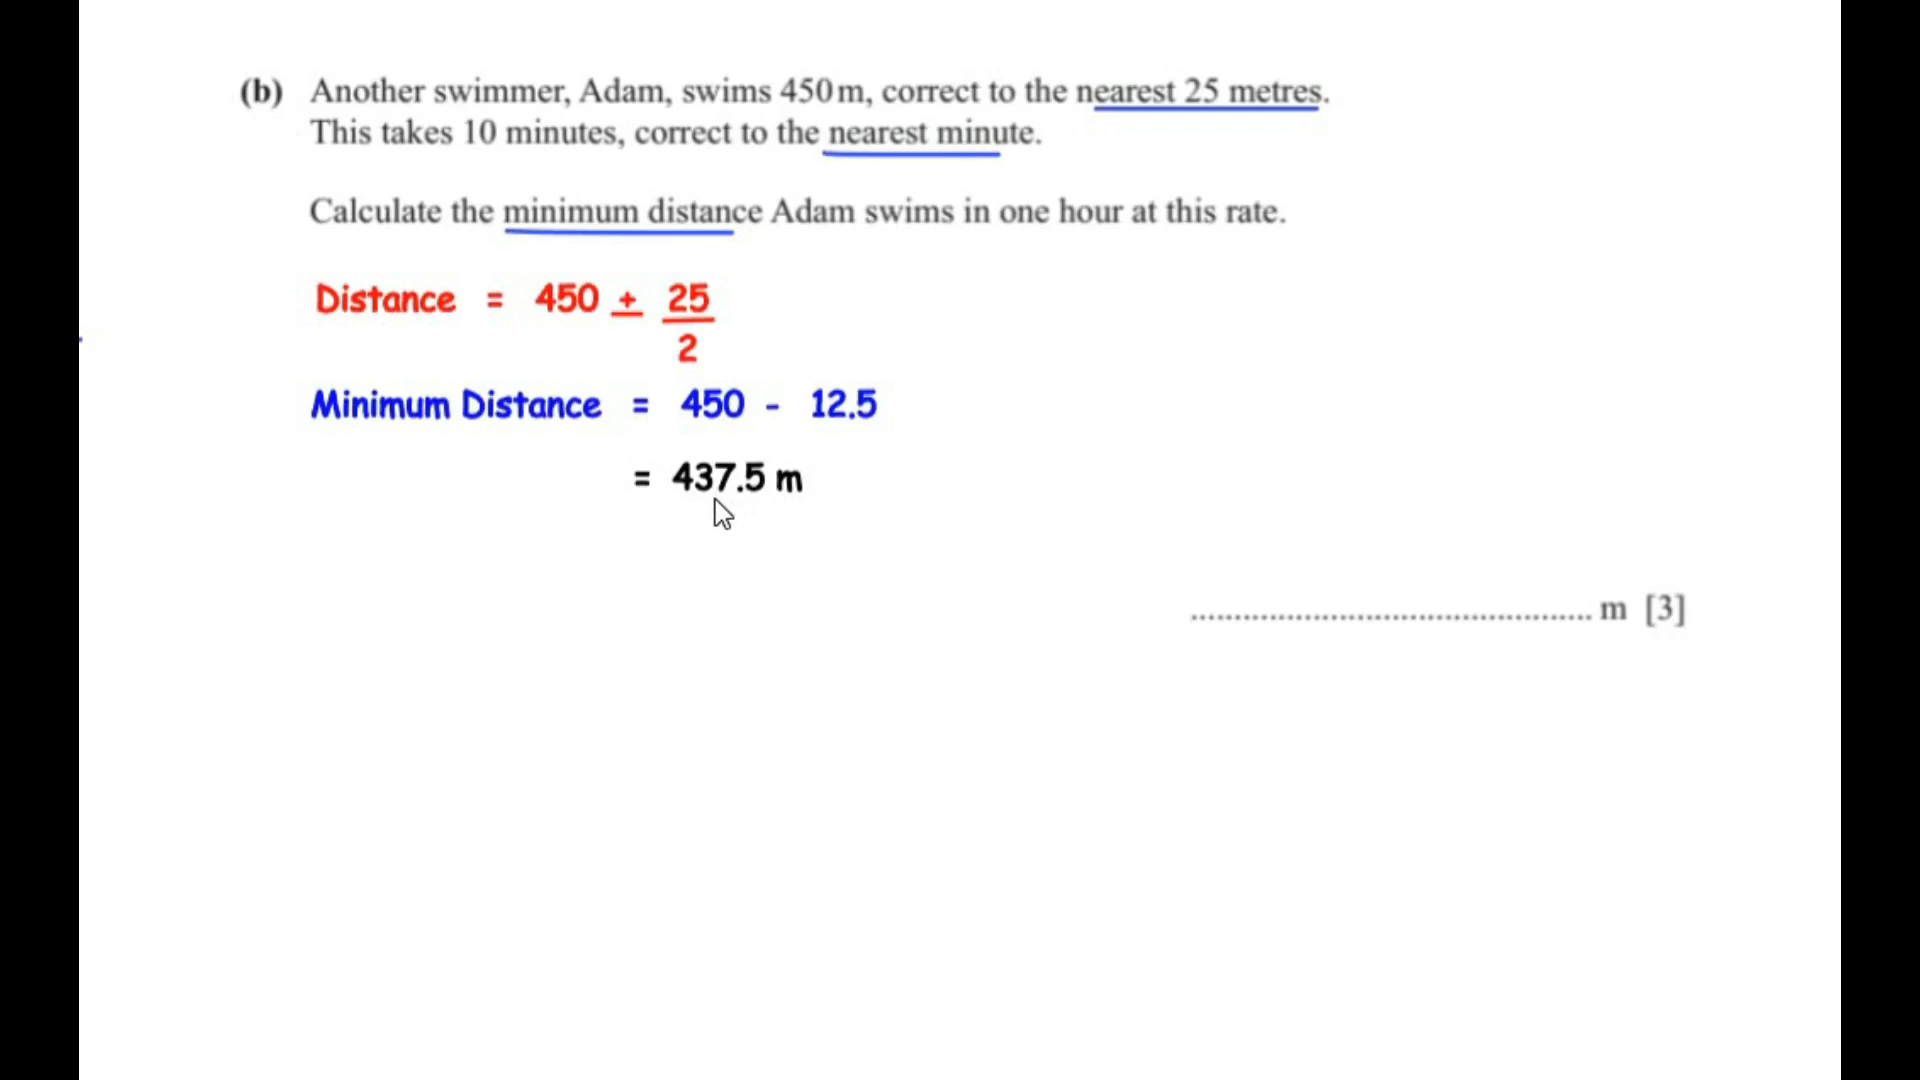 (b) Another swimmer, Adam, swims 450 m, correct to the nearest 25 metres.
This takes 10 minutes, correct to the nearest minute.
Calculate the minimum distance Adam swims in one hour at this rate.
Distance = 450 ± 25
2
Minimum Distance = 450 - 12.5
= 437.5 m
.............................................. m [3]